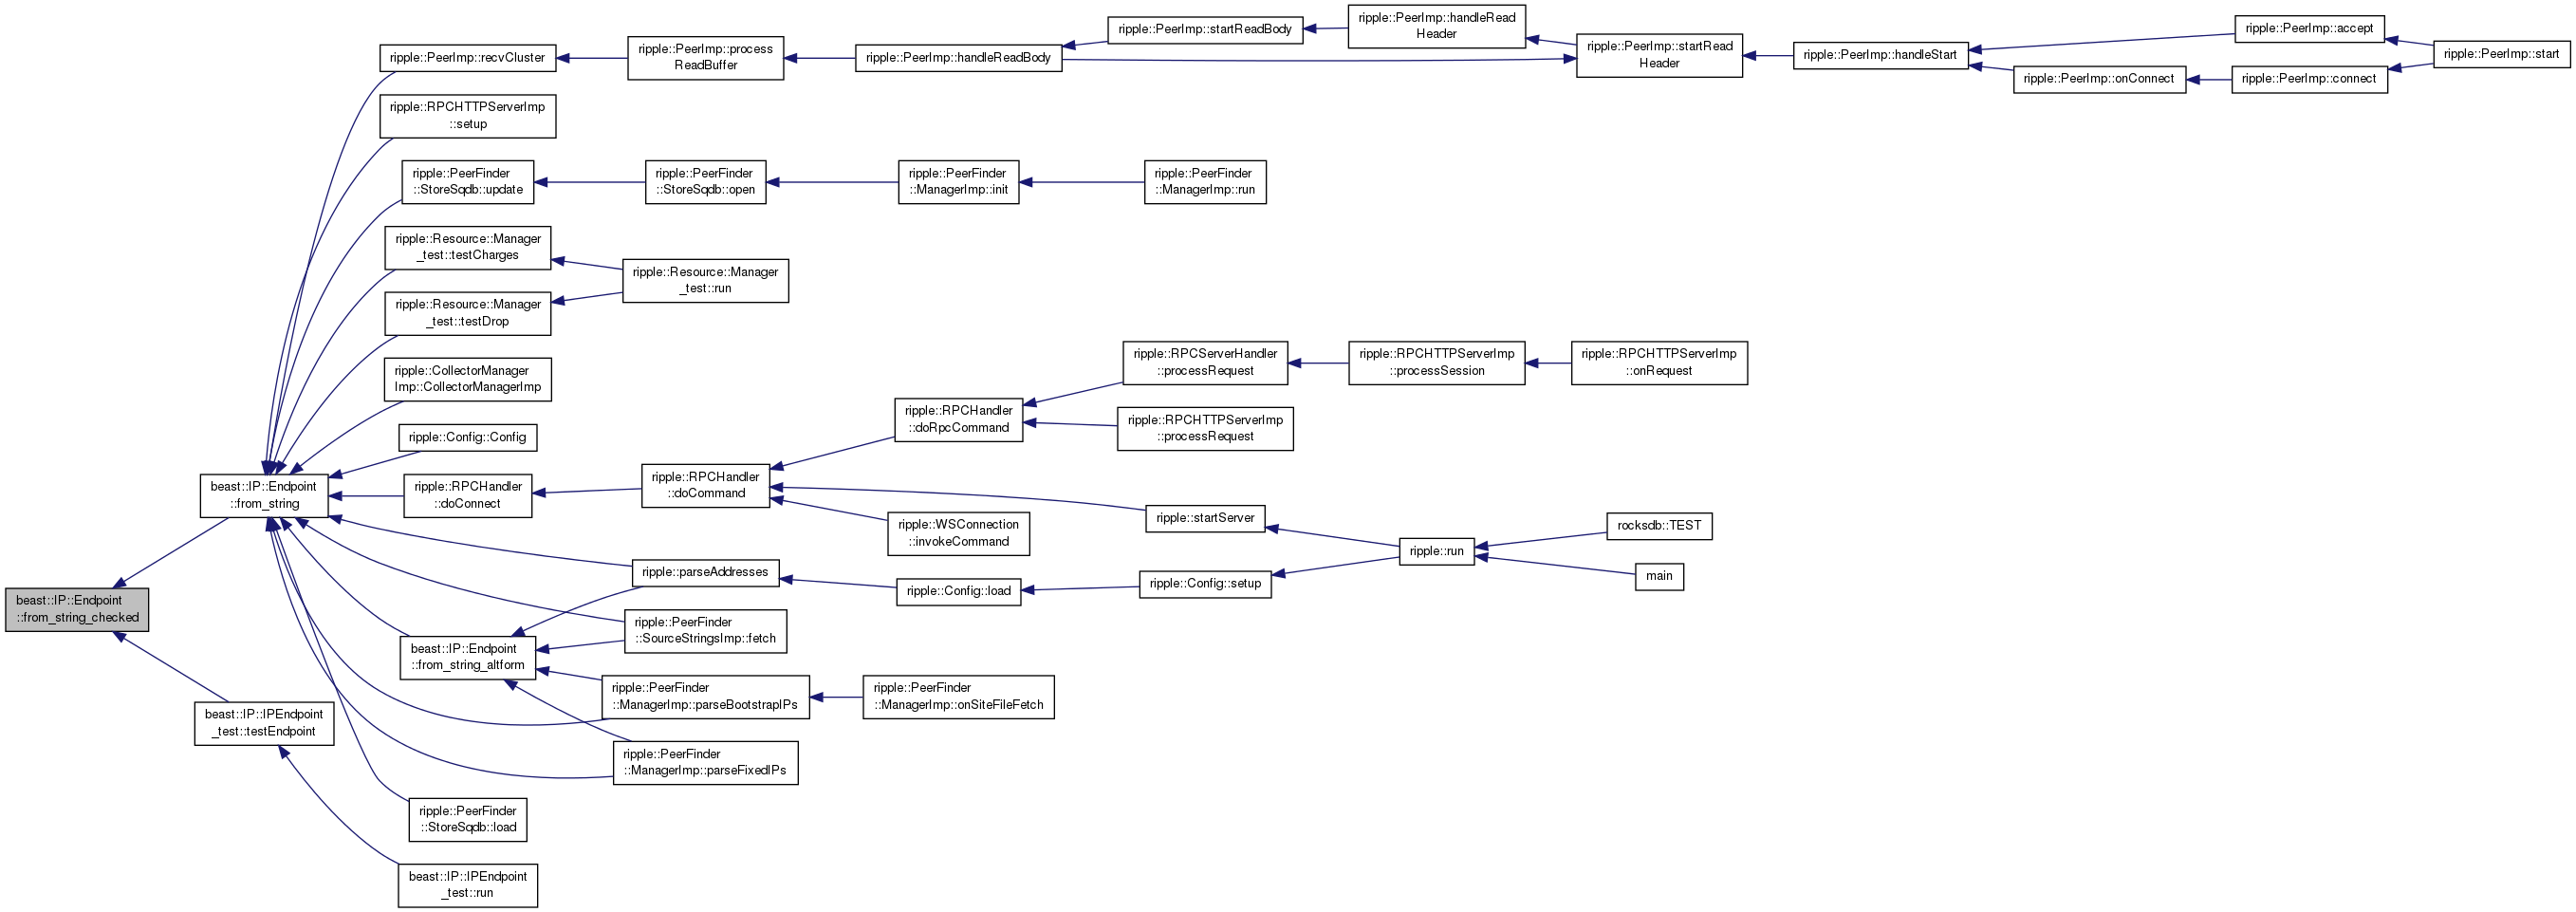 ripple::PeerImp::recvCluster
ripple::PeerImp::process
ReadBuffer
ripple::PeerImp::handleReadBody
ripple::PeerImp::startReadBody
ripple::PeerImp::handleRead
Header
ripple::PeerImp::startRead
Header
ripple::PeerImp::handleStart
ripple::PeerImp::accept
ripple::PeerImp::onConnect
ripple::PeerImp::connect
ripple::PeerImp::start
ripple::RPCHTTPServerImp
::setup
ripple::PeerFinder
::StoreSqdb::update
ripple::PeerFinder
::StoreSqdb::open
ripple::PeerFinder
::ManagerImp::init
ripple::PeerFinder
::ManagerImp::run
ripple::Resource::Manager
_test::testCharges
ripple::Resource::Manager
_test::testDrop
ripple::Resource::Manager
_test::run
ripple::CollectorManager
Imp::CollectorManagerImp
ripple::Config::Config
beast::IP::Endpoint
::from_string
ripple::RPCHandler
::doConnect
ripple::RPCHandler
::doCommand
ripple::RPCHandler
::doRpcCommand
ripple::RPCServerHandler
::processRequest
ripple::RPCHTTPServerImp
::processSession
ripple::RPCHTTPServerImp
::onRequest
ripple::RPCHTTPServerImp
::processRequest
ripple::startServer
ripple::WSConnection
::invokeCommand
ripple::run
rocksdb::TEST
main
ripple::parseAddresses
ripple::Config::load
ripple::Config::setup
beast::IP::Endpoint
::from_string_checked
ripple::PeerFinder
::SourceStringsImp::fetch
beast::IP::Endpoint
::from_string_altform
ripple::PeerFinder
::ManagerImp::parseBootstrapIPs
ripple::PeerFinder
::ManagerImp::onSiteFileFetch
beast::IP::IPEndpoint
_test::testEndpoint
ripple::PeerFinder
::ManagerImp::parseFixedIPs
ripple::PeerFinder
::StoreSqdb::load
beast::IP::IPEndpoint
_test::run